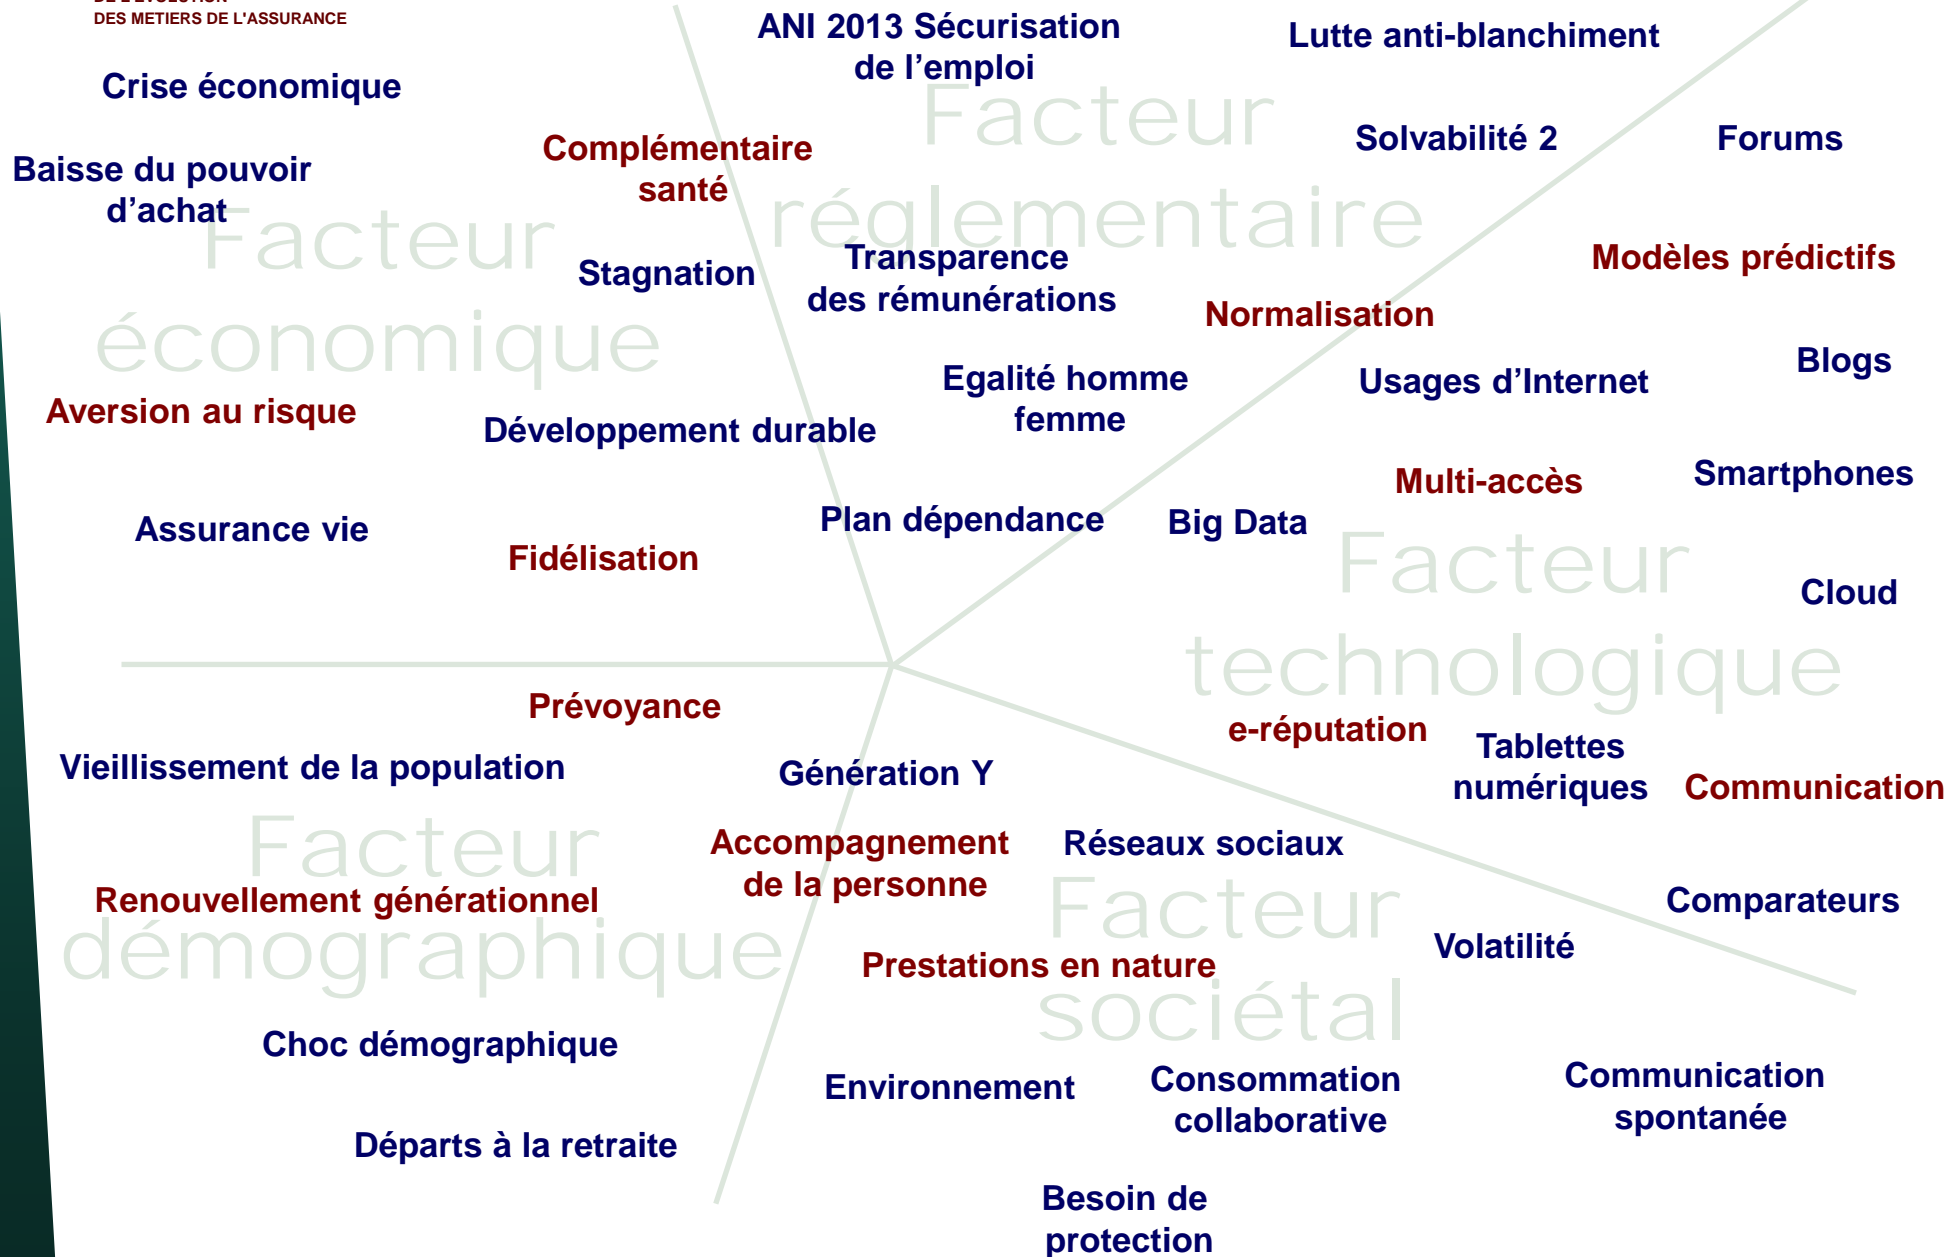 DE L'EVOLUTION
DES METIERS DE L'ASSURANCE
ANI 2013 Sécurisation
de l'emploi
Lutte anti-blanchiment
Crise économique
Facteur
réglementaire
Complémentaire
santé
Solvabilité 2
Forums
Baisse du pouvoir
d'achat
Facteur
économique
Stagnation
Transparence
des rémunérations
Modèles prédictifs
Normalisation
Egalité homme
femme
Usages d'Internet
Blogs
Aversion au risque
Développement durable
Multi-accès
Smartphones
Assurance vie
Fidélisation
Plan dépendance
Big Data
Facteur
technologique
Cloud
Prévoyance
e-réputation
Tablettes
numériques
Communication
Vieillissement de la population
Génération Y
Facteur
démographique
Accompagnement
de la personne
Réseaux sociaux
Renouvellement générationnel
Facteur
sociétal
Comparateurs
Volatilité
Prestations en nature
Choc démographique
Environnement
Consommation
collaborative
Communication
spontanée
Départs à la retraite
Besoin de
protection